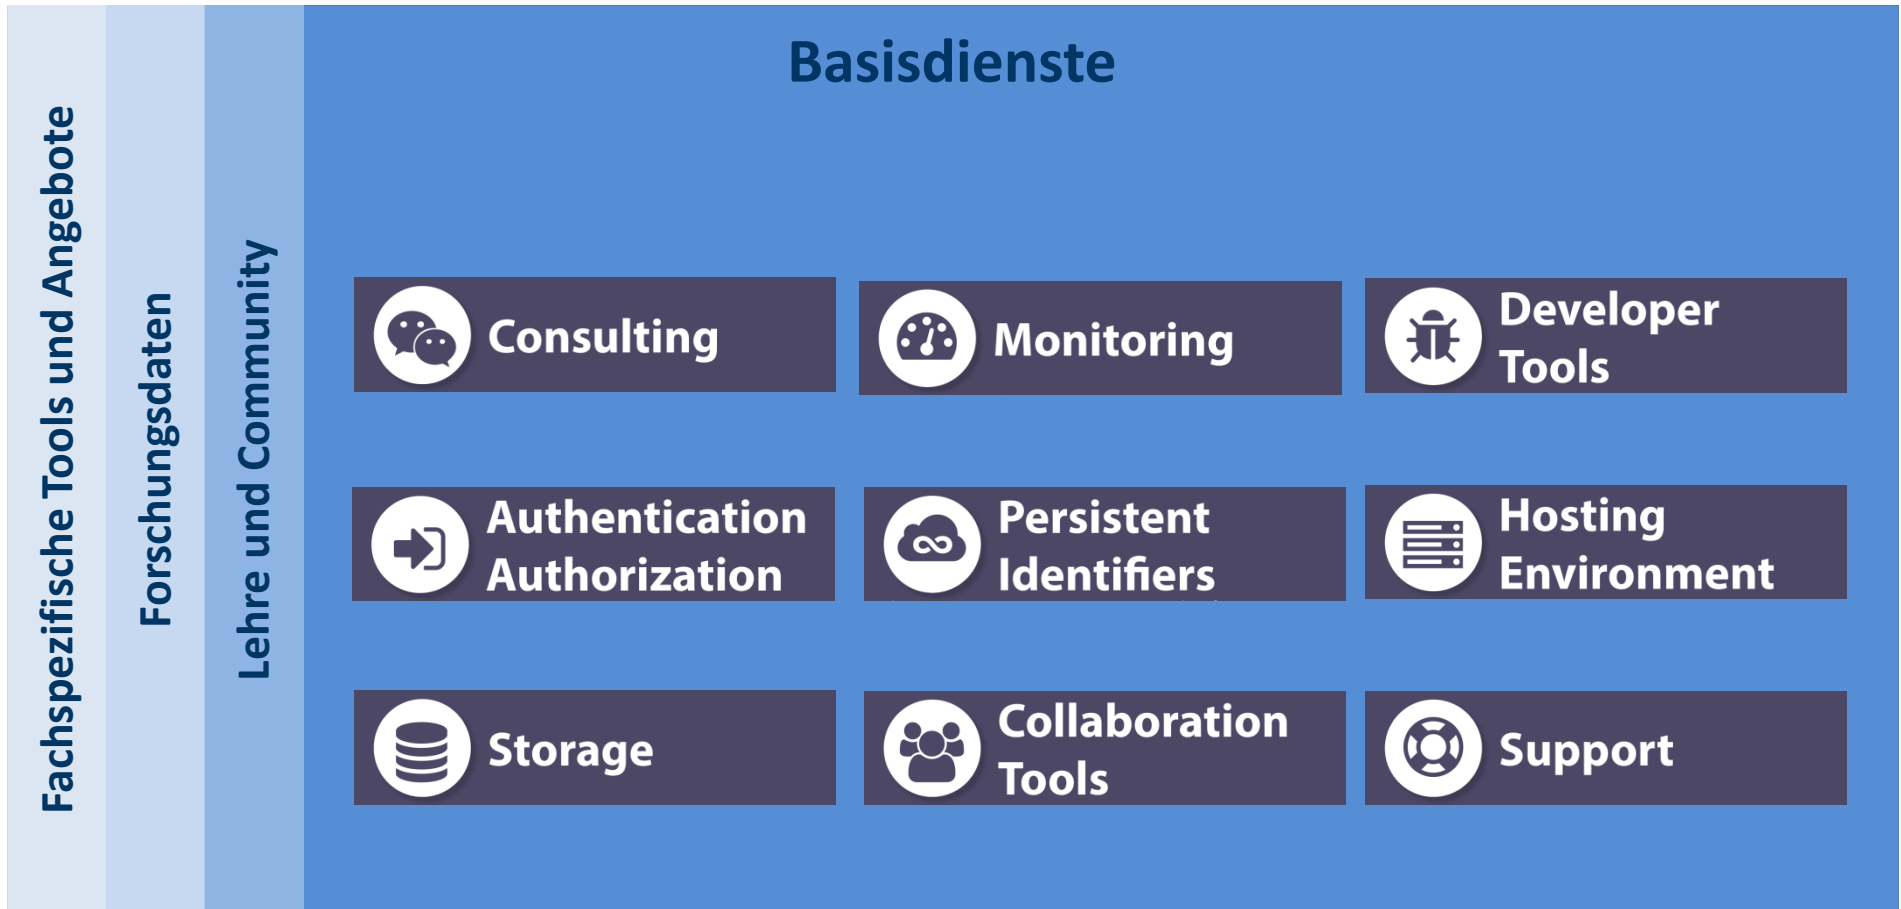 Fachspezifische Tools und Angebote
Forschungsdaten
Lehre und Community
Basisdienste
Consulting
Monitoring
Developer
Tools
Authentication
Authorization
Persistent
Identifiers
Hosting
Environment
Storage
Collaboration
Tools
Support